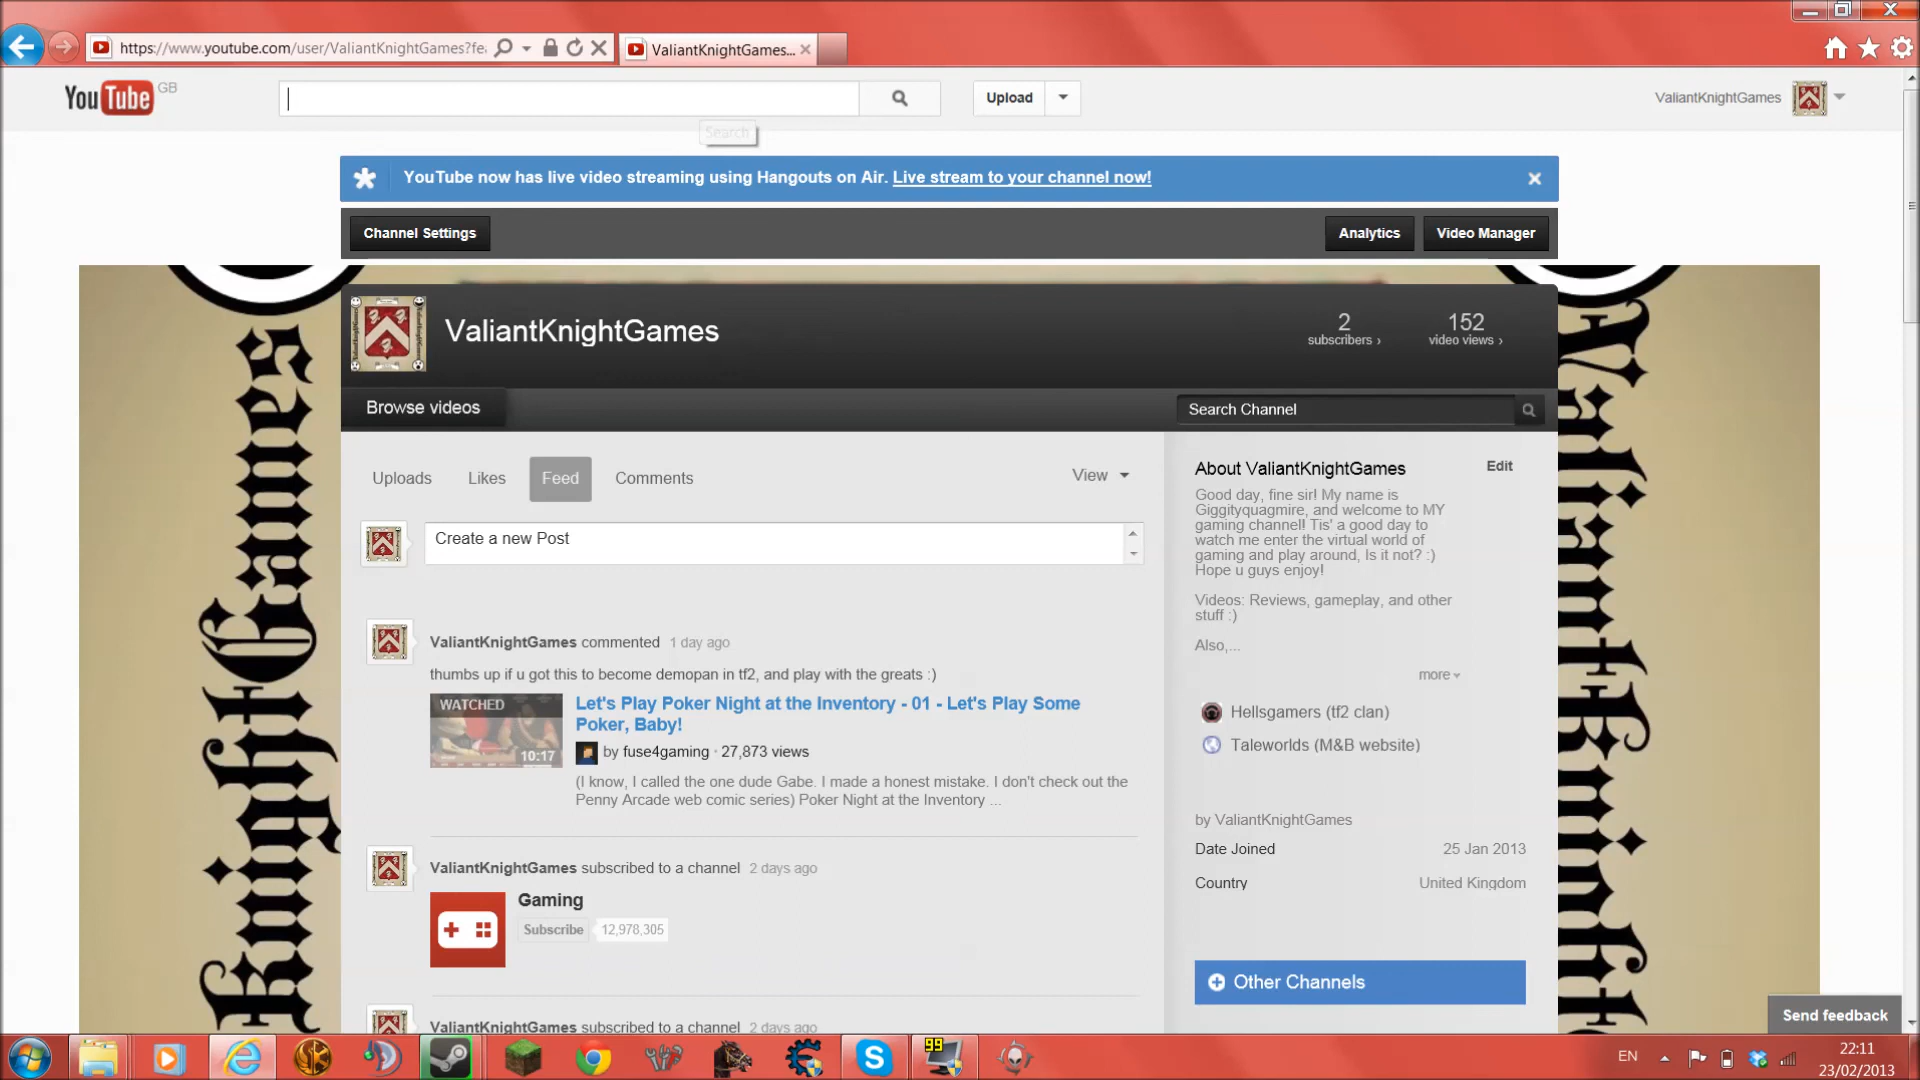 https://www.youtube.com/user/ValiantKnightGames?fea
ValiantKnightGames...
YouTube GB
Upload
ValiantKnightGames
Search
YouTube now has live video streaming using Hangouts on Air. Live stream to your channel now!
Channel Settings
Analytics
Video Manager
ValiantKnightGames
2
subscribers ›
152
video views ›
Browse videos
Search Channel
Uploads
Likes
Feed
Comments
View
Create a new Post
ValiantKnightGames commented 1 day ago
thumbs up if u got this to become demopan in tf2, and play with the greats :)
WATCHED
10:17
Let's Play Poker Night at the Inventory - 01 - Let's Play Some
Poker, Baby!
by fuse4gaming · 27,873 views
(I know, I called the one dude Gabe. I made a honest mistake. I don't check out the
Penny Arcade web comic series) Poker Night at the Inventory ...
ValiantKnightGames subscribed to a channel 2 days ago
Gaming
Subscribe 12,978,305
ValiantKnightGames subscribed to a channel 2 days ago
About ValiantKnightGames
Edit
Good day, fine sir! My name is
Giggityquagmire, and welcome to MY
gaming channel! Tis' a good day to
watch me enter the virtual world of
gaming and play around, Is it not? :)
Hope u guys enjoy!
Videos: Reviews, gameplay, and other
stuff :)
Also,...
more
Hellsgamers (tf2 clan)
Taleworlds (M&B website)
by ValiantKnightGames
Date Joined 25 Jan 2013
Country United Kingdom
Other Channels
Send feedback
KnightGames
ValiantKnight
99
EN
22:11
23/02/2013